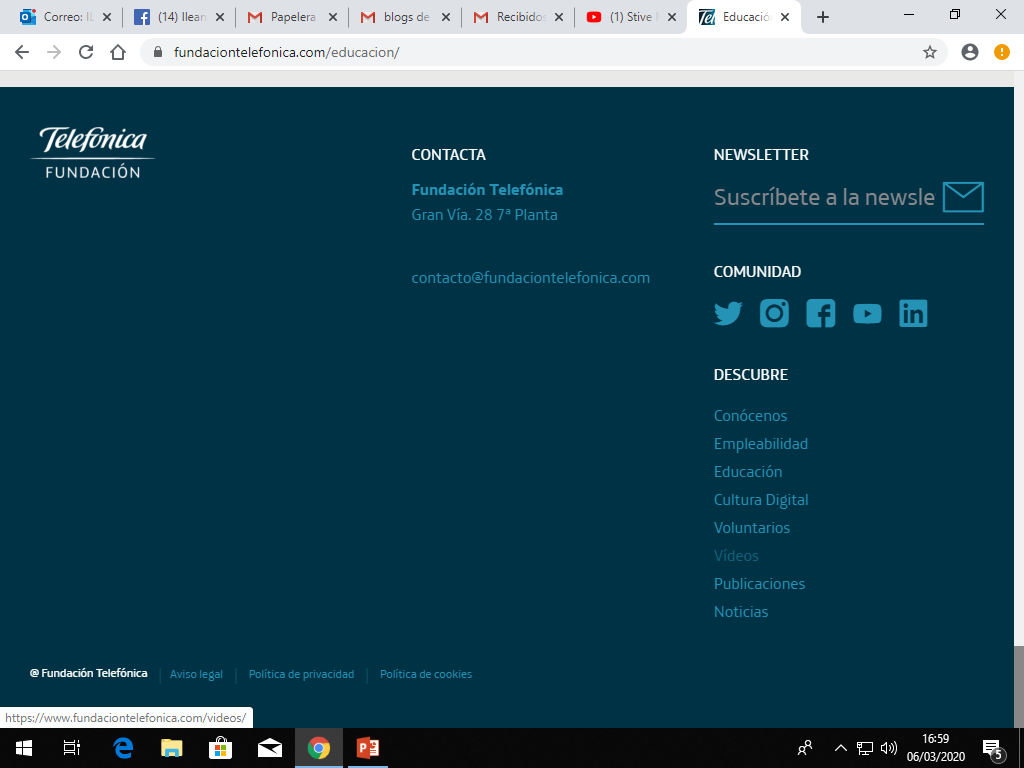 Correo: IL
(14) Ilean
Papelera
blogs de
Recibidos
(1) Stive
Educació
fundaciontelefonica.com/educacion/
Telefónica
FUNDACIÓN
CONTACTA
Fundación Telefónica
Gran Vía. 28 7ª Planta
contacto@fundaciontelefonica.com
NEWSLETTER
Suscríbete a la newsle
COMUNIDAD
DESCUBRE
Conócenos
Empleabilidad
Educación
Cultura Digital
Voluntarios
Vídeos
Publicaciones
Noticias
@ Fundación Telefónica
Aviso legal
Política de privacidad
Política de cookies
https://www.fundaciontelefonica.com/videos/
16:59
06/03/2020
5